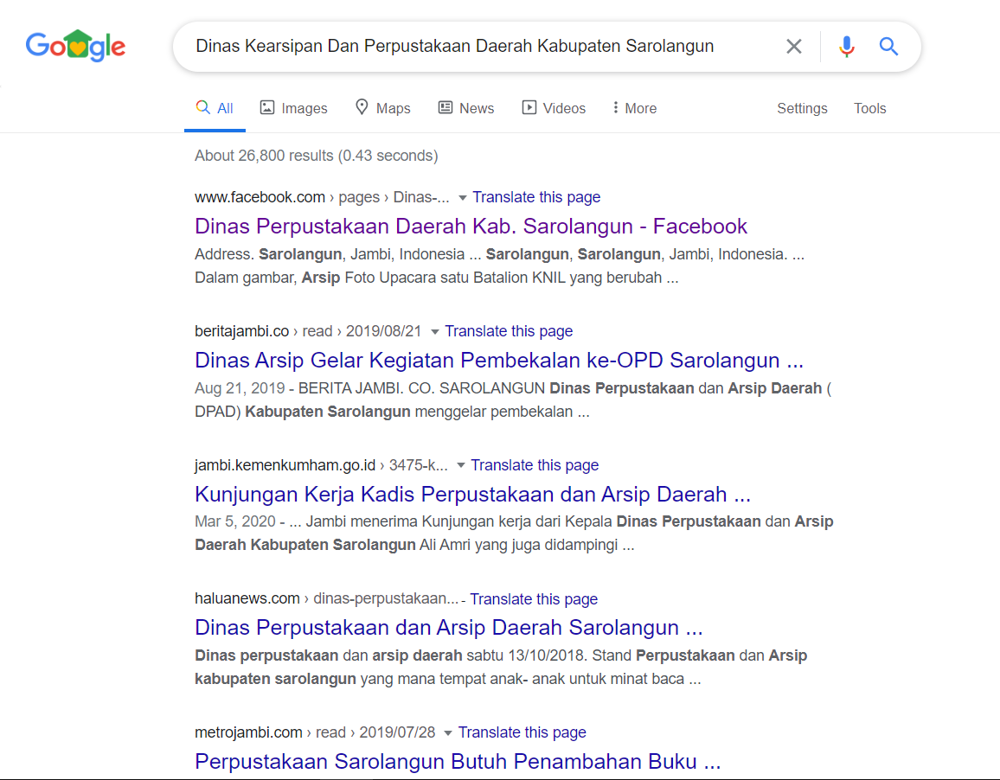 Google
Dinas Kearsipan Dan Perpustakaan Daerah Kabupaten Sarolangun
All Images Maps News Videos More Settings Tools
About 26,800 results (0.43 seconds)
www.facebook.com › pages › Dinas-... Translate this page
Dinas Perpustakaan Daerah Kab. Sarolangun - Facebook
Address. Sarolangun, Jambi, Indonesia ... Sarolangun, Sarolangun, Jambi, Indonesia. ...
Dalam gambar, Arsip Foto Upacara satu Batalion KNIL yang berubah ...
beritajambi.co › read › 2019/08/21 Translate this page
Dinas Arsip Gelar Kegiatan Pembekalan ke-OPD Sarolangun ...
Aug 21, 2019 - BERITA JAMBI. CO. SAROLANGUN Dinas Perpustakaan dan Arsip Daerah (
DPAD) Kabupaten Sarolangun menggelar pembekalan ...
jambi.kemenkumham.go.id › 3475-k... Translate this page
Kunjungan Kerja Kadis Perpustakaan dan Arsip Daerah ...
Mar 5, 2020 - ... Jambi menerima Kunjungan kerja dari Kepala Dinas Perpustakaan dan Arsip
Daerah Kabupaten Sarolangun Ali Amri yang juga didampingi ...
haluanews.com › dinas-perpustakaan... - Translate this page
Dinas Perpustakaan dan Arsip Daerah Sarolangun ...
Dinas perpustakaan dan arsip daerah sabtu 13/10/2018. Stand Perpustakaan dan Arsip
kabupaten sarolangun yang mana tempat anak- anak untuk minat baca ...
metrojambi.com › read › 2019/07/28 Translate this page
Perpustakaan Sarolangun Butuh Penambahan Buku ...